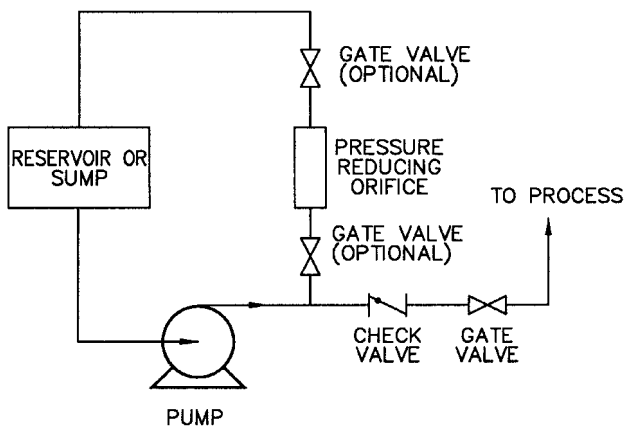 GATE VALVE
(OPTIONAL)
RESERVOIR OR
SUMP
PRESSURE
REDUCING
ORIFICE
TO PROCESS
GATE VALVE
(OPTIONAL)
CHECK
VALVE
GATE
VALVE
PUMP